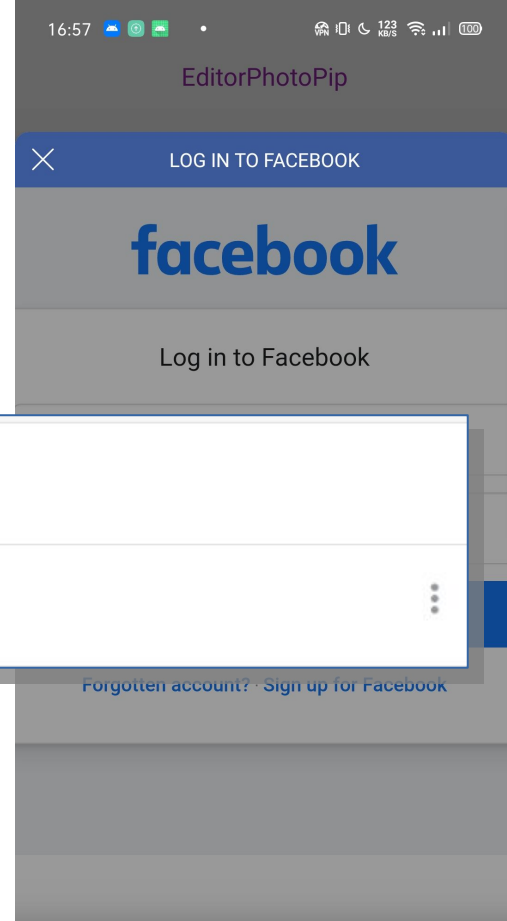 16:57
VPN
123
KB/S
100
EditorPhotoPip
LOG IN TO FACEBOOK
facebook
Log in to Facebook
Forgotten account? · Sign up for Facebook